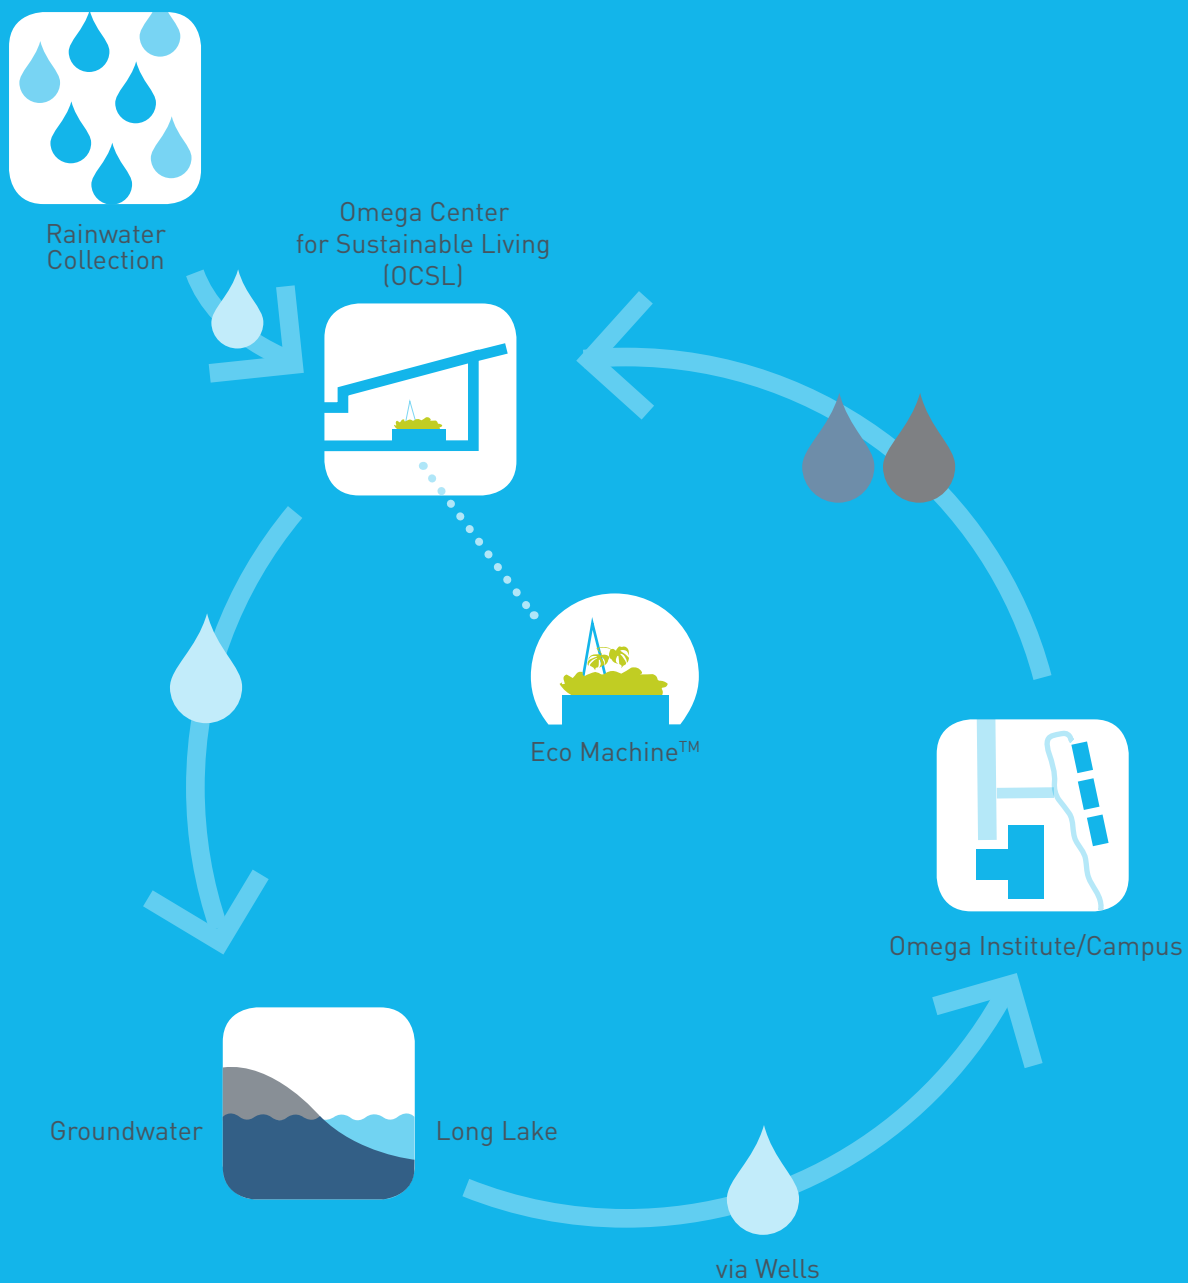 Rainwater
Collection
Omega Center
for Sustainable Living
(OCSL)
Eco Machine™
Omega Institute/Campus
Groundwater
Long Lake
via Wells